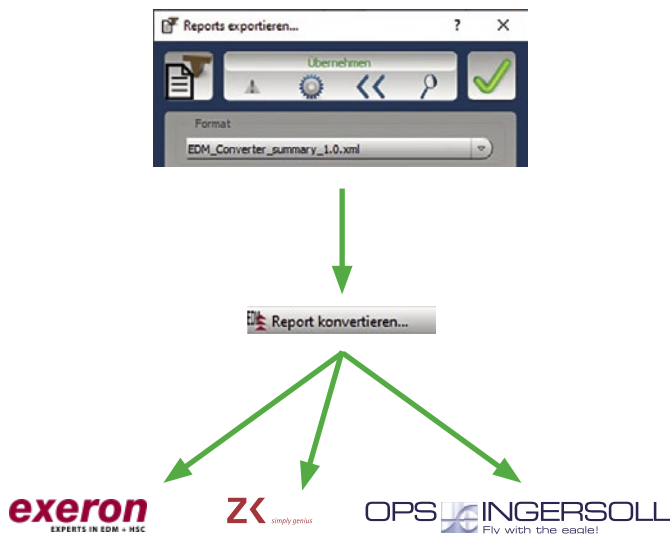 Reports exportieren...
Übernehmen
Format
EDM_Converter_summary_1.0.xml
EDM Report konvertieren...
exeron
EXPERTS IN EDM + HSC
ZK simply genius
OPS INGERSOLL
Fly with the eagle!